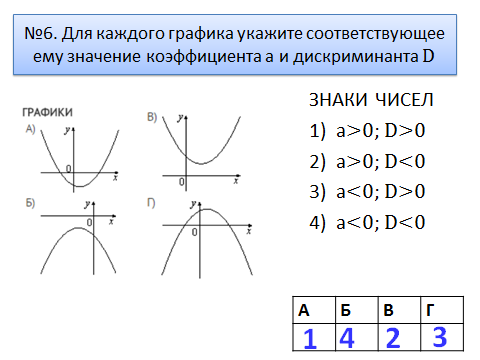 №6. Для каждого графика укажите соответствующее
ему значение коэффициента а и дискриминанта D
ГРАФИКИ
А)
y
0
x
В)
y
0
x
Б)
y
0
x
Г)
y
0
x
ЗНАКИ ЧИСЕЛ
1) а>0; D>0
2) а>0; D<0
3) а<0; D>0
4) а<0; D<0
А Б В Г
1 4 2 3